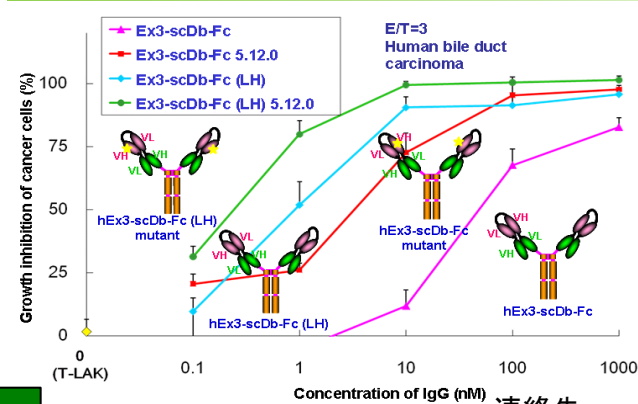 Ex3-scDb-Fc
Ex3-scDb-Fc 5.12.0
Ex3-scDb-Fc (LH)
Ex3-scDb-Fc (LH) 5.12.0
E/T=3
Human bile duct
carcinoma
Growth inhibition of cancer cells (%)
100
75
50
25
0
VL
VH
VH
VL
hEx3-scDb-Fc (LH)
mutant
VL
VH
VH
VL
hEx3-scDb-Fc (LH)
VH
VL
VL
VH
hEx3-scDb-Fc
mutant
VH
VL
VL
VH
hEx3-scDb-Fc
0
(T-LAK)
0.1
1
10
100
1000
Concentration of IgG (nM)